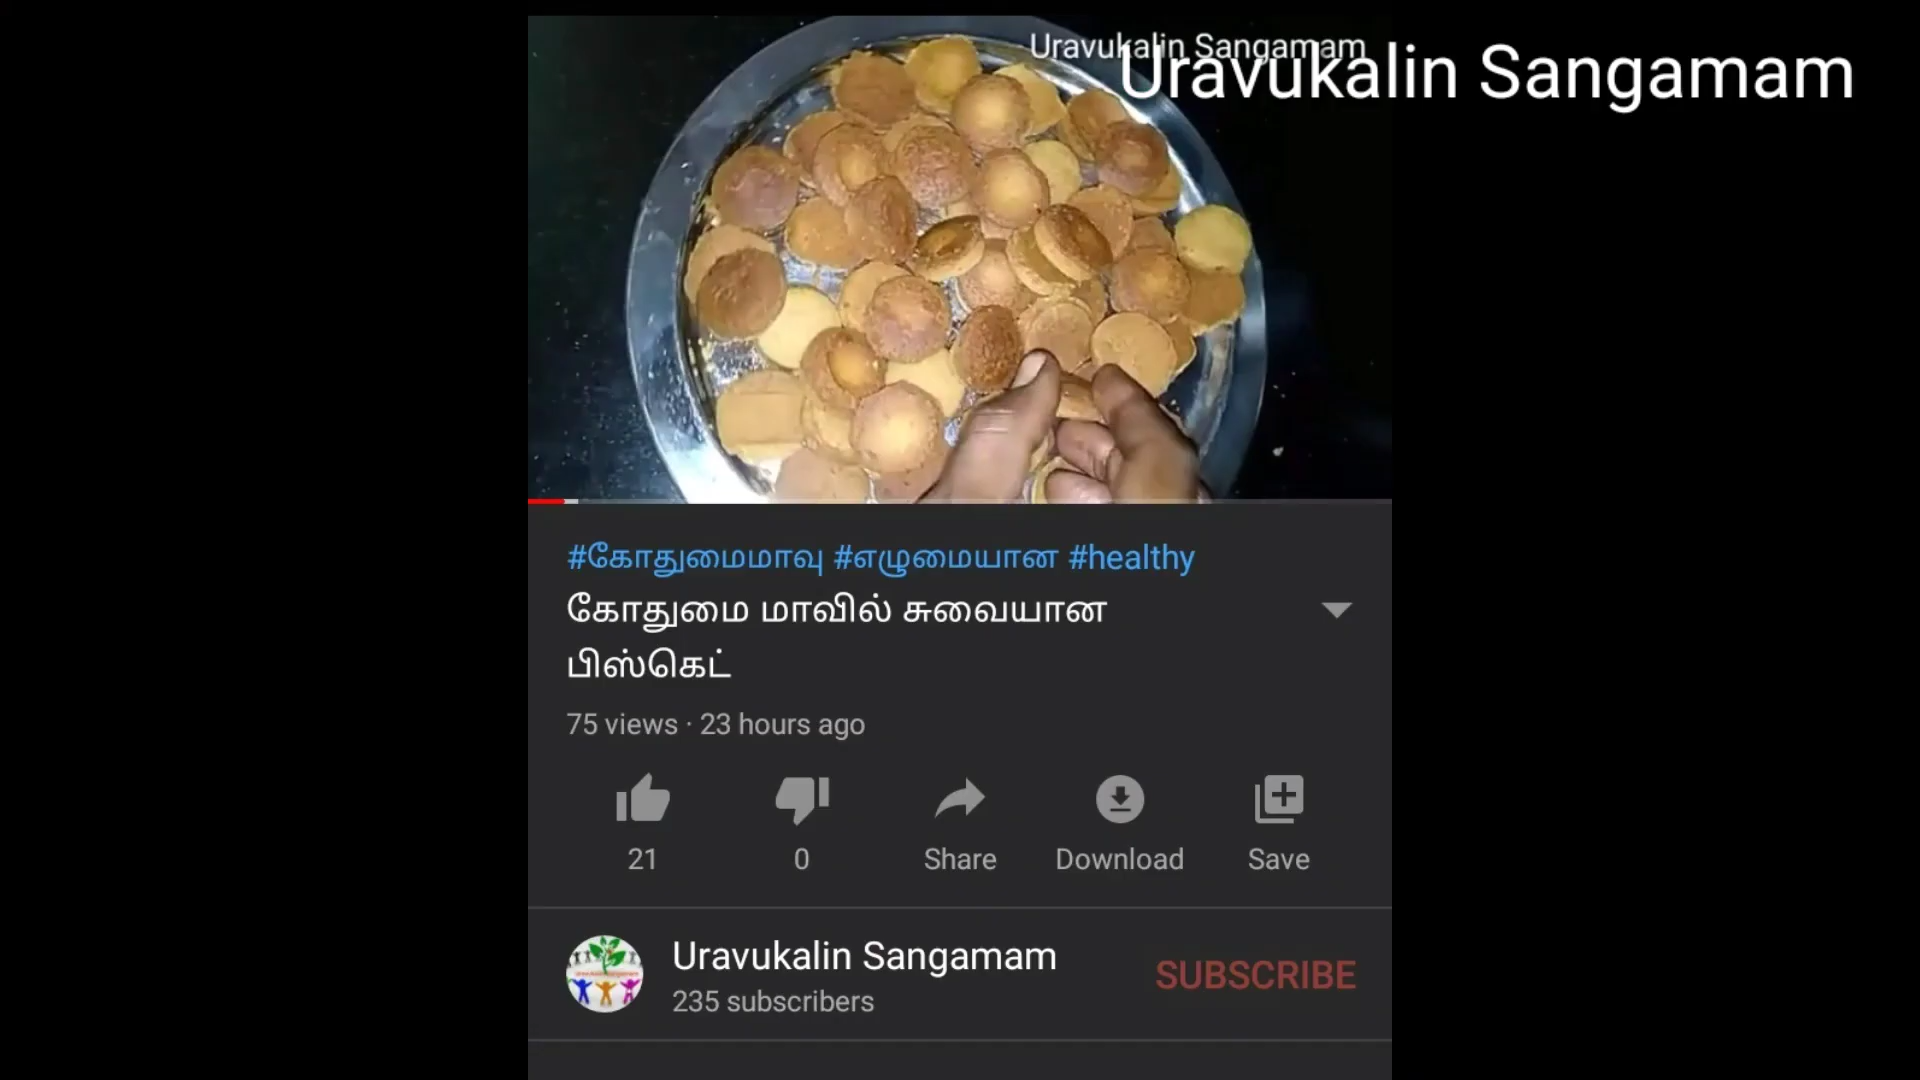 Uravukalin Sangamam
Uravukalin Sangamam
#கோதுமைமாவு #எழுமையான #healthy
கோதுமை மாவில் சுவையான
பிஸ்கெட்
75 views · 23 hours ago
21
0
Share
Download
Save
Uravukalin Sangamam
235 subscribers
SUBSCRIBE